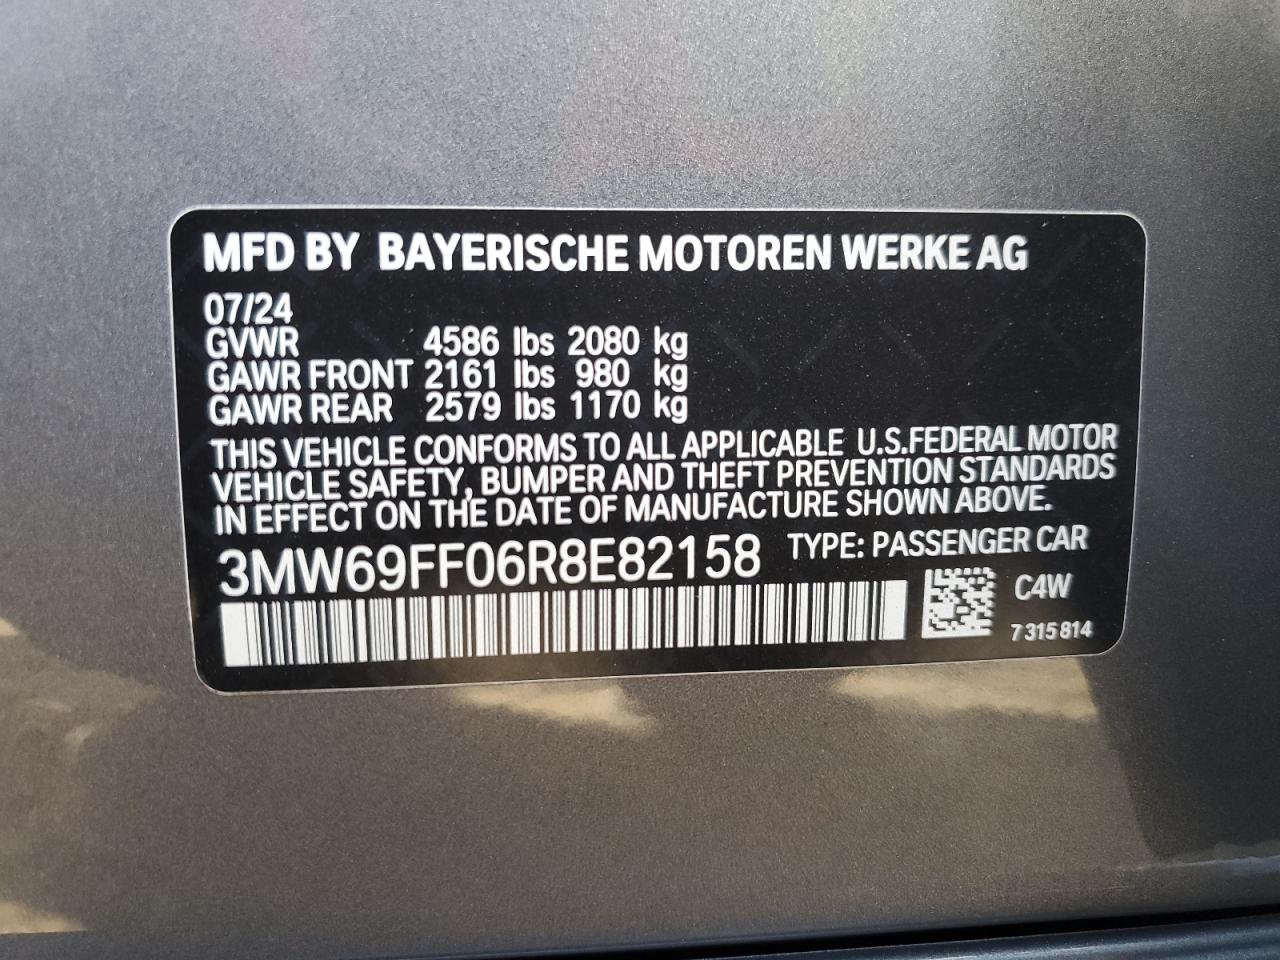 MFD BY BAYERISCHE MOTOREN WERKE AG
07/24
GVWR 4586 lbs 2080 kg
GAWR FRONT 2161 lbs 980 kg
GAWR REAR 2579 lbs 1170 kg
THIS VEHICLE CONFORMS TO ALL APPLICABLE U.S.FEDERAL MOTOR
VEHICLE SAFETY, BUMPER AND THEFT PREVENTION STANDARDS
IN EFFECT ON THE DATE OF MANUFACTURE SHOWN ABOVE.
3MW69FF06R8E82158 TYPE: PASSENGER CAR
C4W
7 315 814